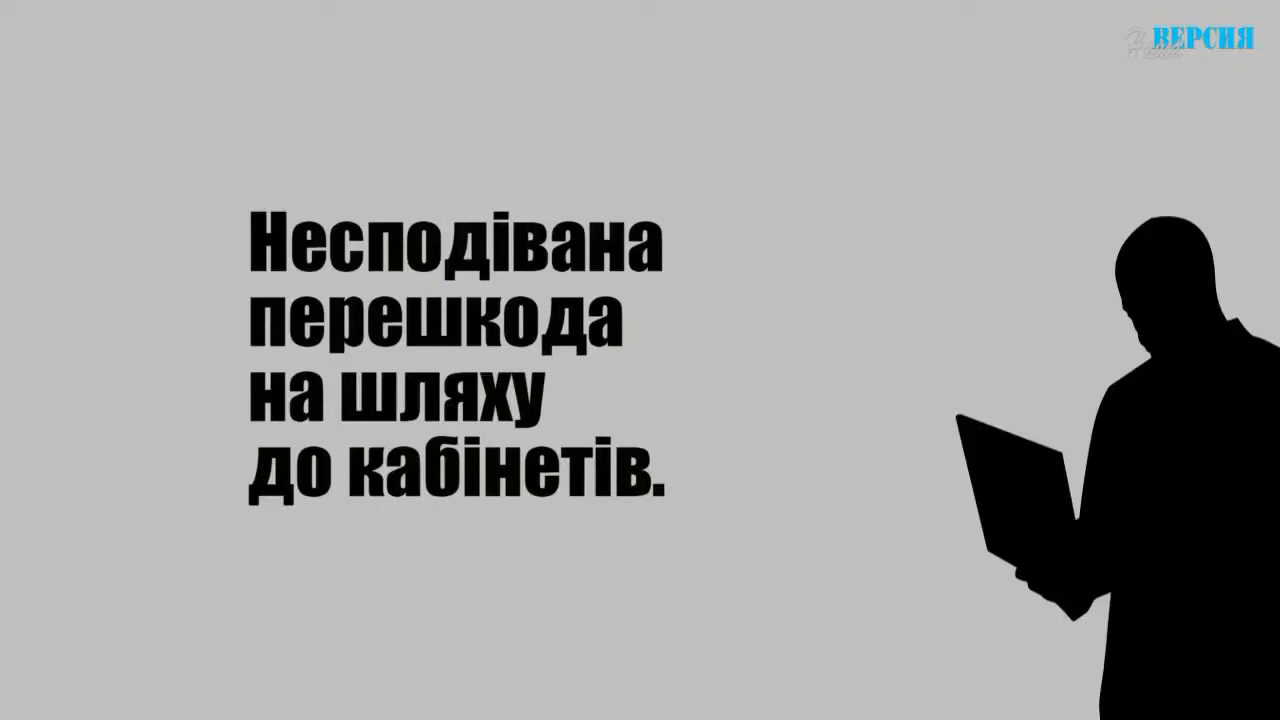 ВЕРСИЯ
Несподівана
перешкода
на шляху
до кабінетів.